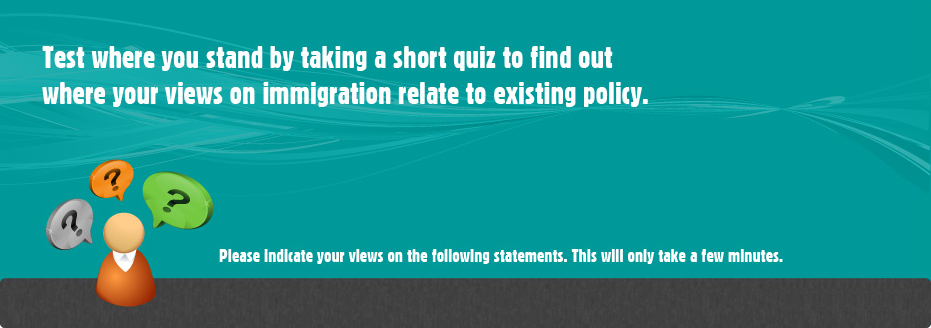 Test where you stand by taking a short quiz to find out
where your views on immigration relate to existing policy.
?
?
?
Please indicate your views on the following statements. This will only take a few minutes.